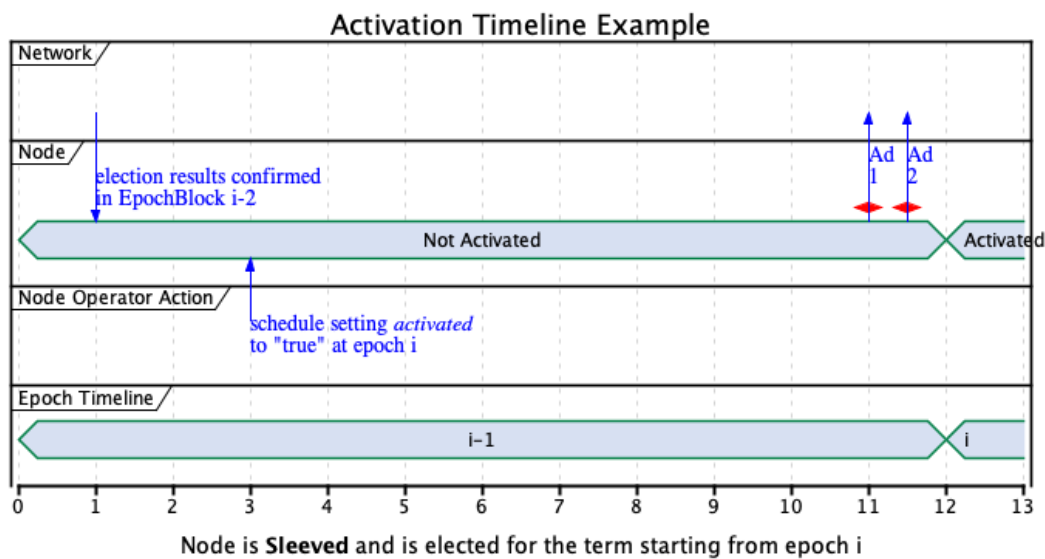 Activation Timeline Example
Network
Node
election results confirmed
in EpochBlock i-2
Ad
1
Ad
2
Not Activated
Activated
Node Operator Action
schedule setting activated
to "true" at epoch i
Epoch Timeline
i-1
i
0 1 2 3 4 5 6 7 8 9 10 11 12 13
Node is Sleeved and is elected for the term starting from epoch i